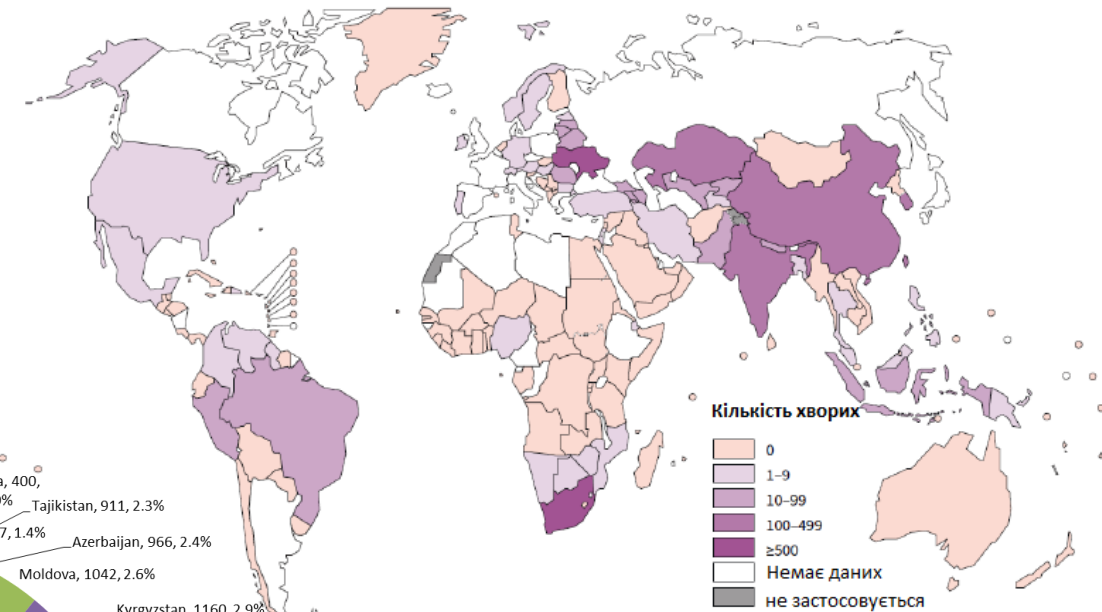 Кількість хворих
0
1–9
10–99
100–499
≥500
Немає даних
не застосовується
a, 400,
%
Tajikistan, 911, 2.3%
7, 1.4%
Azerbaijan, 966, 2.4%
Moldova, 1042, 2.6%
Kyrgyzstan, 1160, 2.9%